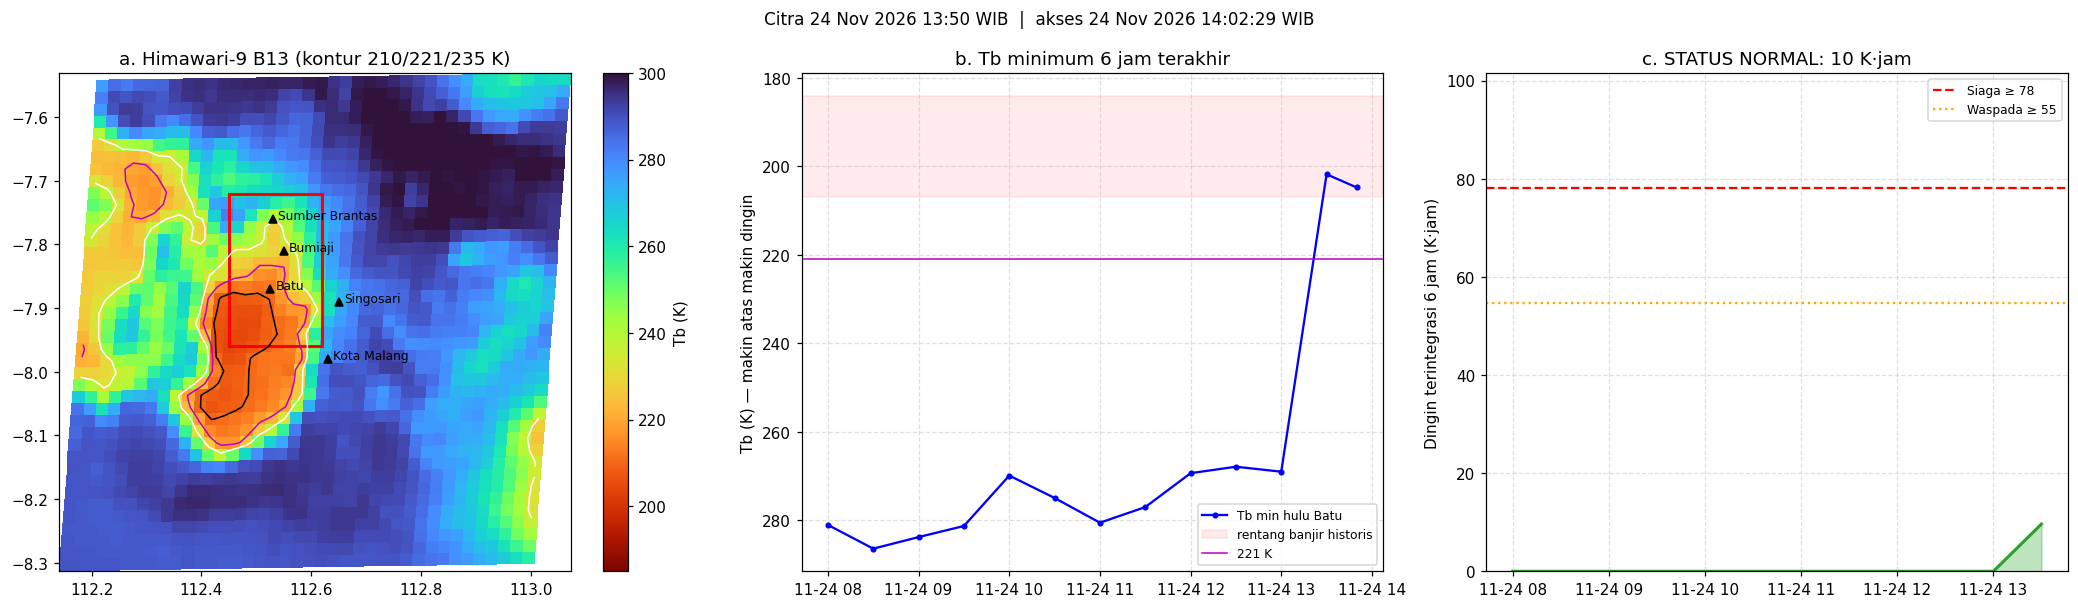 Citra 24 Nov 2026 13:50 WIB | akses 24 Nov 2026 14:02:29 WIB
a. Himawari-9 B13 (kontur 210/221/235 K)
−7.6
−7.7
−7.8
−7.9
−8.0
−8.1
−8.2
−8.3
112.2
112.4
112.6
112.8
113.0
Sumber Brantas
Bumiaji
Batu
Singosari
Kota Malang
300
280
260
240
220
200
Tb (K)
b. Tb minimum 6 jam terakhir
Tb (K) — makin atas makin dingin
180
200
220
240
260
280
11-24 08
11-24 09
11-24 10
11-24 11
11-24 12
11-24 13
11-24 14
Tb min hulu Batu
rentang banjir historis
221 K
c. STATUS NORMAL: 10 K·jam
Dingin terintegrasi 6 jam (K·jam)
100
80
60
40
20
0
11-24 08
11-24 09
11-24 10
11-24 11
11-24 12
11-24 13
Siaga ≥ 78
Waspada ≥ 55